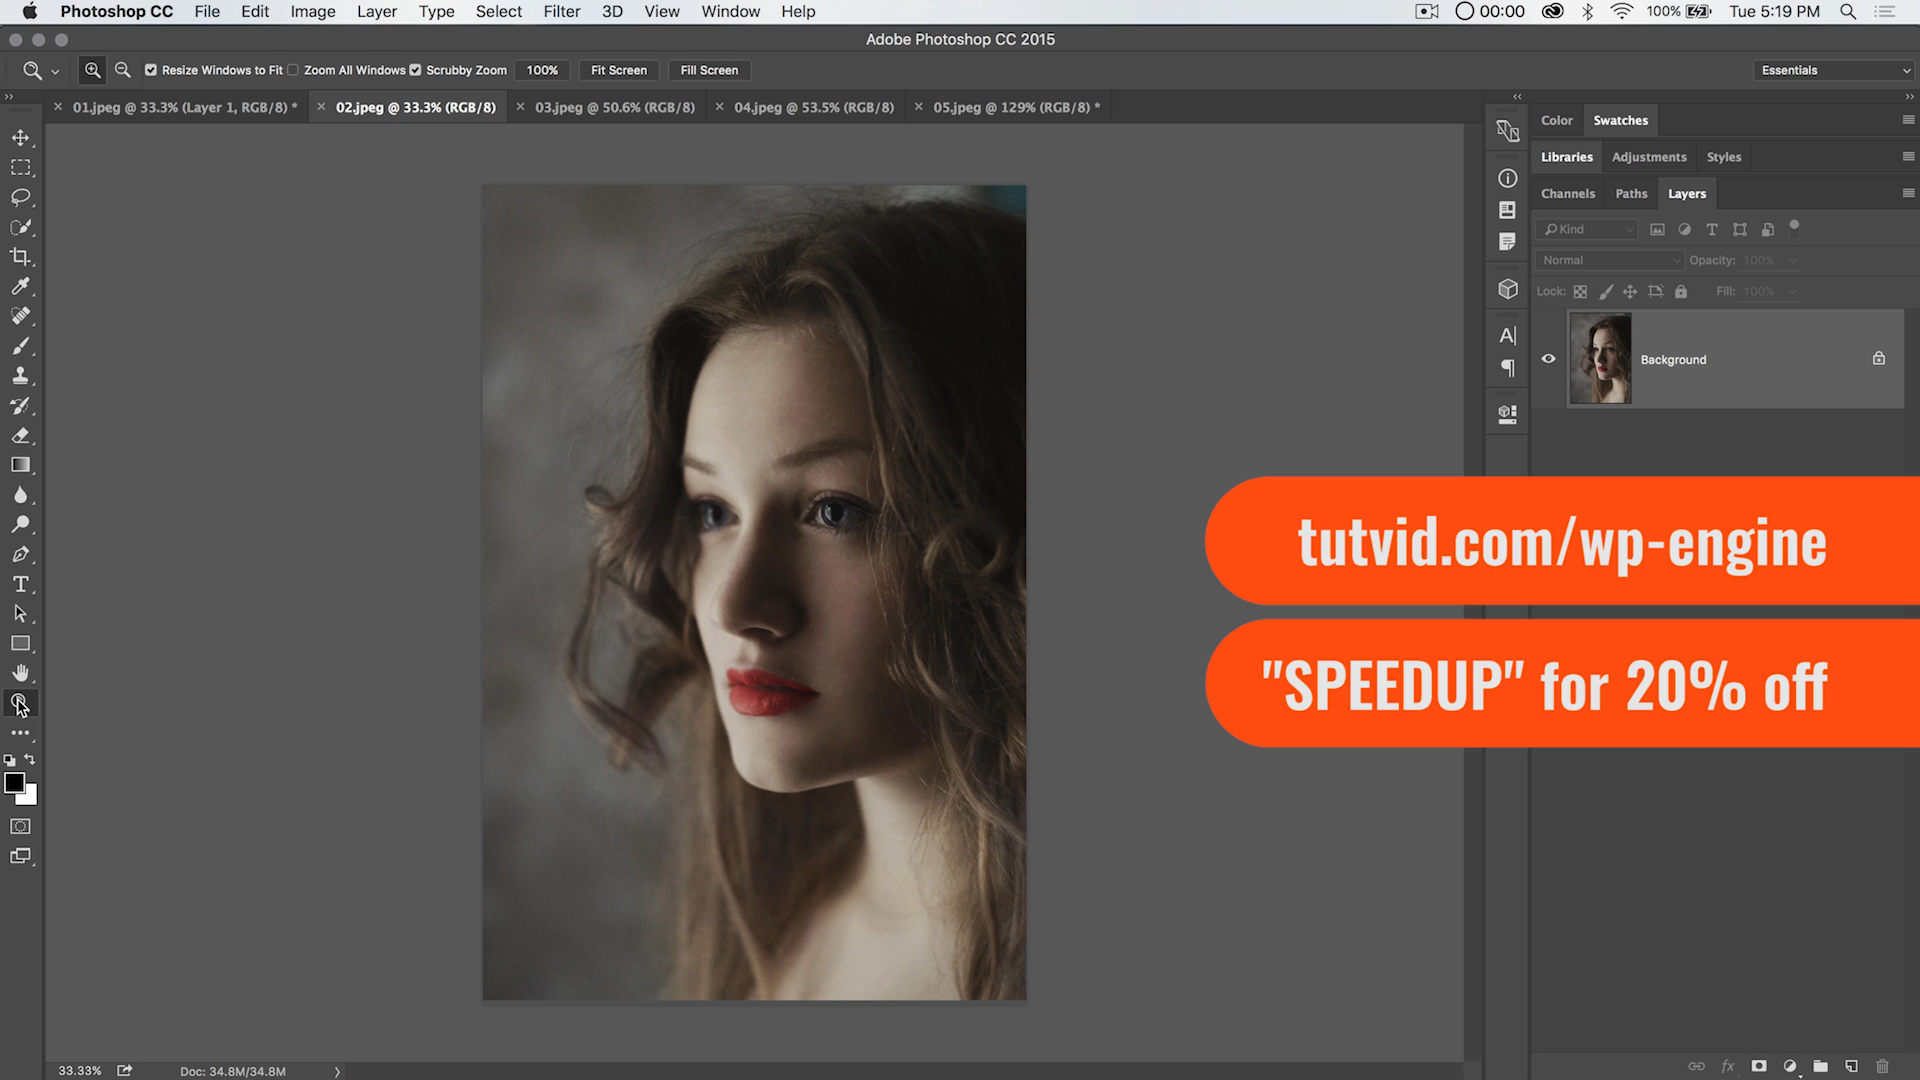 Photoshop CC File Edit Image Layer Type Select Filter 3D View Window Help 00:00 100% Tue 5:19 PM
Adobe Photoshop CC 2015
Resize Windows to Fit Zoom All Windows Scrubby Zoom 100% Fit Screen Fill Screen Essentials
01.jpeg @ 33.3% (Layer 1, RGB/8) * 02.jpeg @ 33.3% (RGB/8) 03.jpeg @ 50.6% (RGB/8) 04.jpeg @ 53.5% (RGB/8) 05.jpeg @ 129% (RGB/8) *
Color Swatches
Libraries Adjustments Styles
Channels Paths Layers
Kind
Normal Opacity: 100%
Lock: Fill: 100%
Background
tutvid.com/wp-engine
"SPEEDUP" for 20% off
33.33% Doc: 34.8M/34.8M